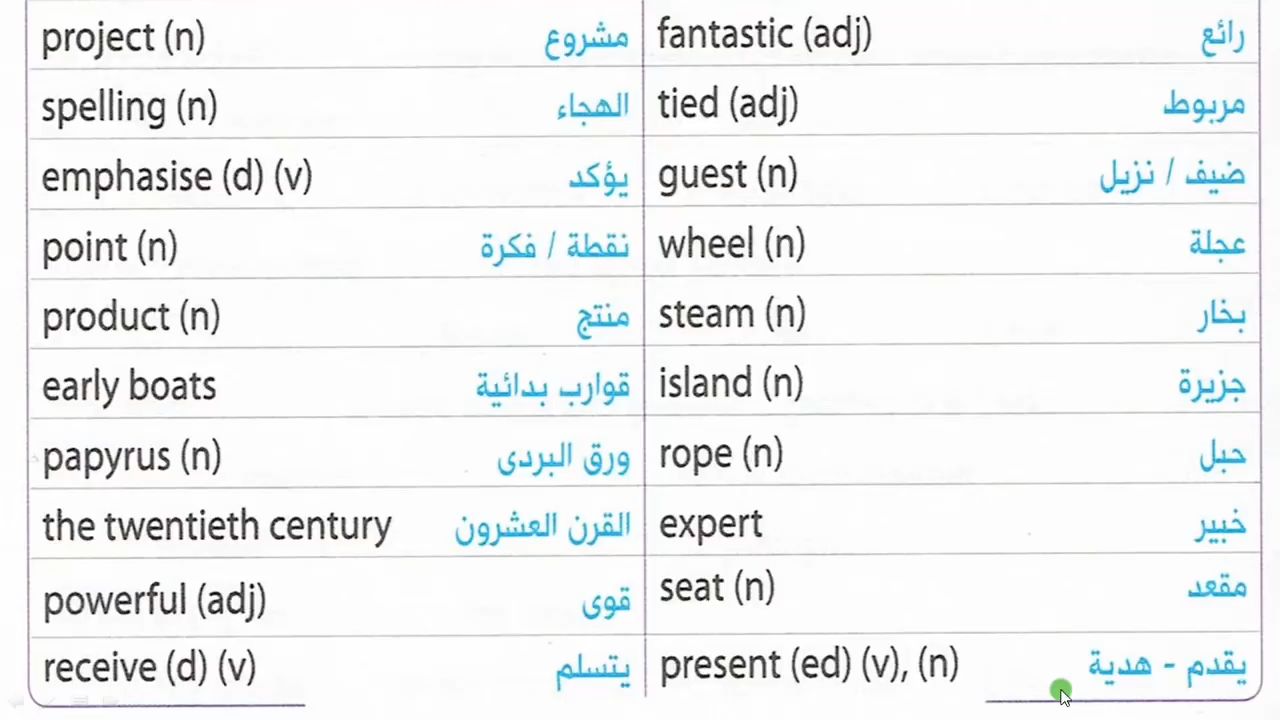 project (n) مشروع
spelling (n) الهجاء
emphasise (d) (v) يؤكد
point (n) نقطة / فكرة
product (n) منتج
early boats قوارب بدائية
papyrus (n) ورق البردى
the twentieth century القرن العشرون
powerful (adj) قوى
receive (d) (v) يتسلم
fantastic (adj) رائع
tied (adj) مربوط
guest (n) ضيف / نزيل
wheel (n) عجلة
steam (n) بخار
island (n) جزيرة
rope (n) حبل
expert خبير
seat (n) مقعد
present (ed) (v), (n) يقدم - هدية